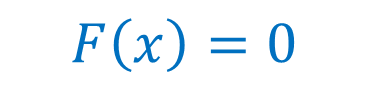 F(x) = 0